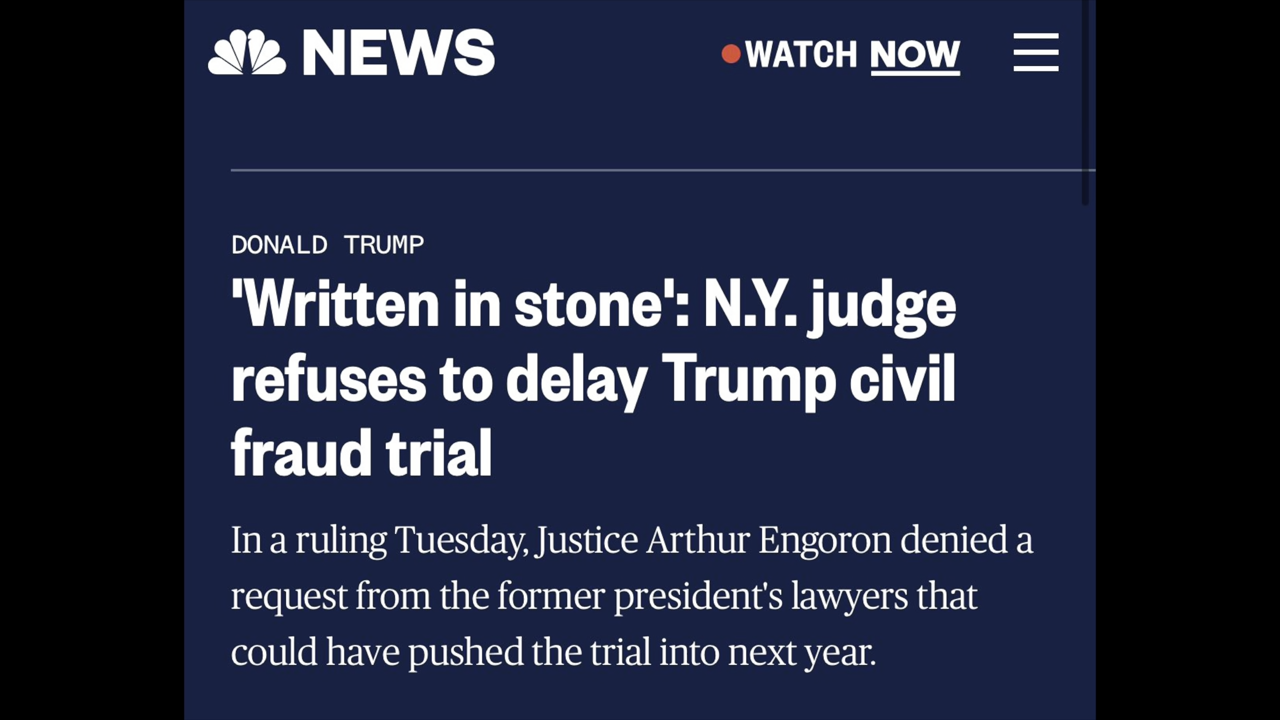 NEWS
WATCH NOW
DONALD TRUMP
'Written in stone': N.Y. judge
refuses to delay Trump civil
fraud trial
In a ruling Tuesday, Justice Arthur Engoron denied a
request from the former president's lawyers that
could have pushed the trial into next year.